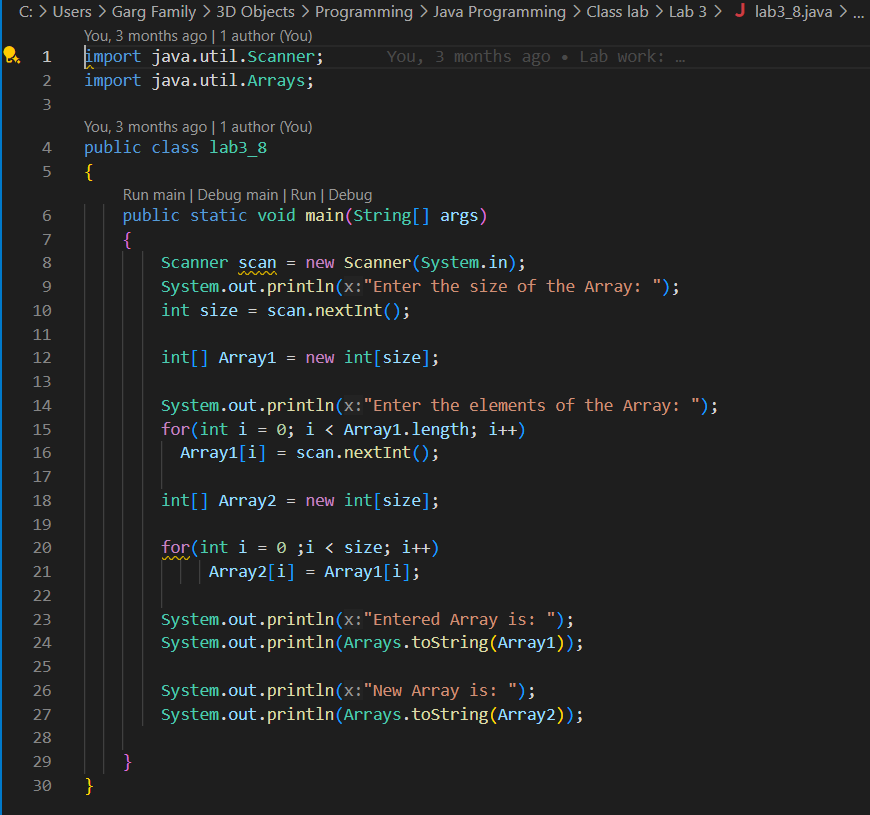 C: > Users > Garg Family > 3D Objects > Programming > Java Programming > Class lab > Lab 3 > J lab3_8.java > ...
You, 3 months ago | 1 author (You)
1 import java.util.Scanner; You, 3 months ago • Lab work: …
2 import java.util.Arrays;
3
You, 3 months ago | 1 author (You)
4 public class lab3_8
5 {
Run main | Debug main | Run | Debug
6 public static void main(String[] args)
7 {
8 Scanner scan = new Scanner(System.in);
9 System.out.println(x:"Enter the size of the Array: ");
10 int size = scan.nextInt();
11
12 int[] Array1 = new int[size];
13
14 System.out.println(x:"Enter the elements of the Array: ");
15 for(int i = 0; i < Array1.length; i++)
16 Array1[i] = scan.nextInt();
17
18 int[] Array2 = new int[size];
19
20 for(int i = 0 ;i < size; i++)
21 Array2[i] = Array1[i];
22
23 System.out.println(x:"Entered Array is: ");
24 System.out.println(Arrays.toString(Array1));
25
26 System.out.println(x:"New Array is: ");
27 System.out.println(Arrays.toString(Array2));
28
29 }
30 }